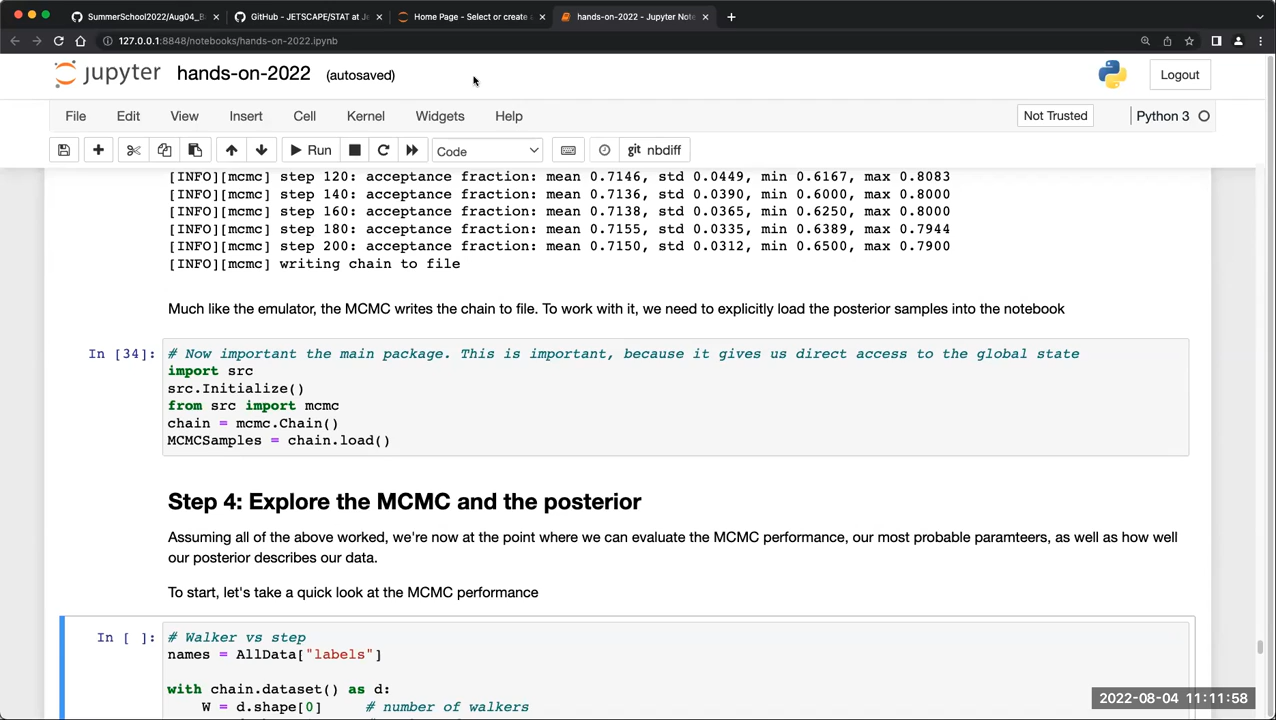 SummerSchool2022/Aug04_B
GitHub - JETSCAPE/STAT at J
Home Page - Select or create
hands-on-2022 - Jupyter Note
127.0.0.1:8848/notebooks/hands-on-2022.ipynb
jupyter hands-on-2022 (autosaved)
Logout
File Edit View Insert Cell Kernel Widgets Help
Not Trusted
Python 3
Run
Code
git nbdiff
[INFO][mcmc] step 120: acceptance fraction: mean 0.7146, std 0.0449, min 0.6167, max 0.8083
[INFO][mcmc] step 140: acceptance fraction: mean 0.7136, std 0.0390, min 0.6000, max 0.8000
[INFO][mcmc] step 160: acceptance fraction: mean 0.7138, std 0.0365, min 0.6250, max 0.8000
[INFO][mcmc] step 180: acceptance fraction: mean 0.7155, std 0.0335, min 0.6389, max 0.7944
[INFO][mcmc] step 200: acceptance fraction: mean 0.7150, std 0.0312, min 0.6500, max 0.7900
[INFO][mcmc] writing chain to file
Much like the emulator, the MCMC writes the chain to file. To work with it, we need to explicitly load the posterior samples into the notebook
In [34]:
# Now important the main package. This is important, because it gives us direct access to the global state
import src
src.Initialize()
from src import mcmc
chain = mcmc.Chain()
MCMCSamples = chain.load()
Step 4: Explore the MCMC and the posterior
Assuming all of the above worked, we're now at the point where we can evaluate the MCMC performance, our most probable paramteers, as well as how well
our posterior describes our data.
To start, let's take a quick look at the MCMC performance
In [ ]:
# Walker vs step
names = AllData["labels"]
with chain.dataset() as d:
W = d.shape[0] # number of walkers
2022-08-04 11:11:58